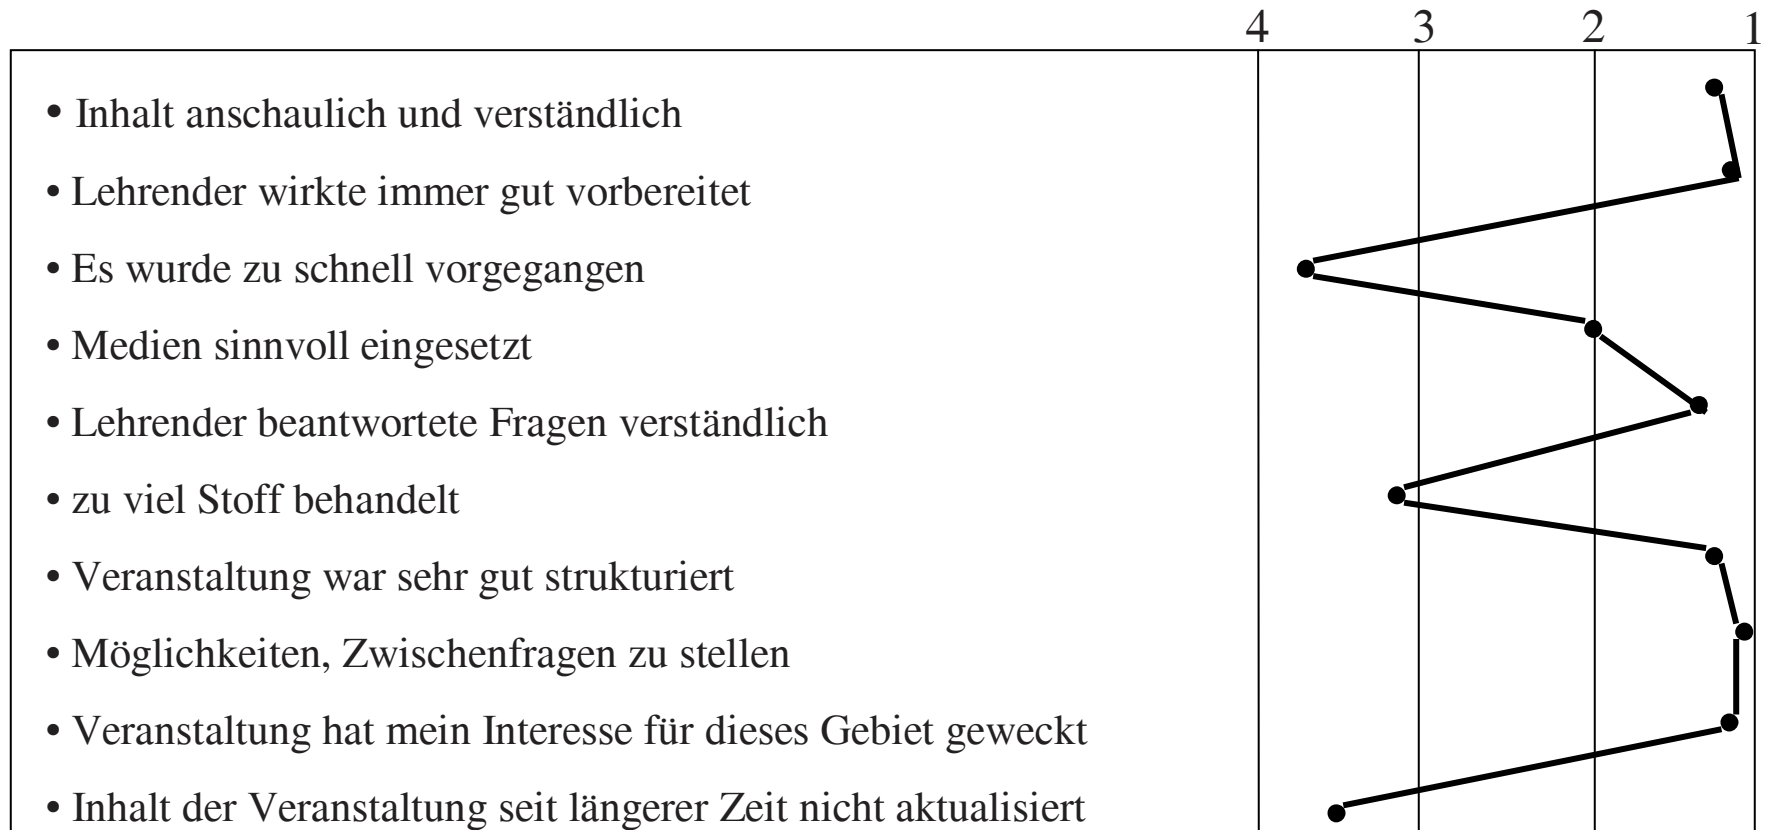 4 3 2 1
• Inhalt anschaulich und verständlich
• Lehrender wirkte immer gut vorbereitet
• Es wurde zu schnell vorgegangen
• Medien sinnvoll eingesetzt
• Lehrender beantwortete Fragen verständlich
• zu viel Stoff behandelt
• Veranstaltung war sehr gut strukturiert
• Möglichkeiten, Zwischenfragen zu stellen
• Veranstaltung hat mein Interesse für dieses Gebiet geweckt
• Inhalt der Veranstaltung seit längerer Zeit nicht aktualisiert